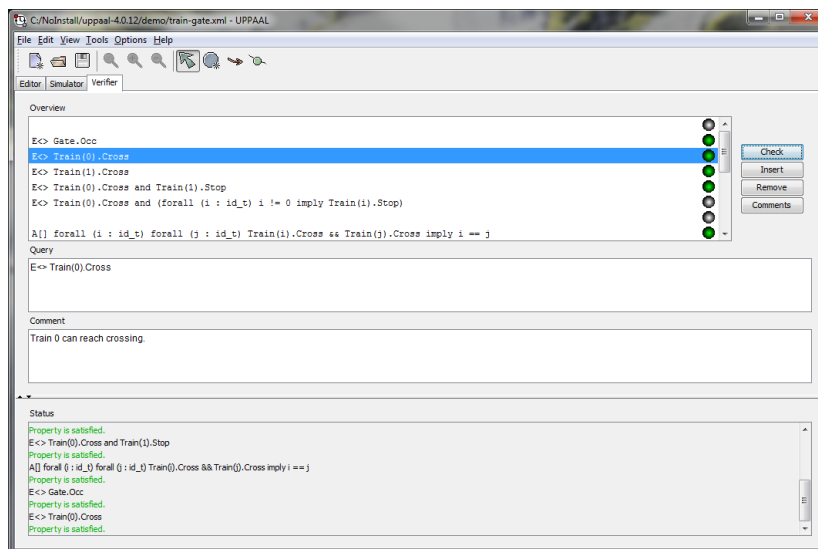 C:/NoInstall/uppaal-4.0.12/demo/train-gate.xml - UPPAAL
File Edit View Tools Options Help
Editor Simulator Verifier
Overview
E<> Gate.Occ
E<> Train(0).Cross
E<> Train(1).Cross
E<> Train(0).Cross and Train(1).Stop
E<> Train(0).Cross and (forall (i : id_t) i != 0 imply Train(i).Stop)
A[] forall (i : id_t) forall (j : id_t) Train(i).Cross && Train(j).Cross imply i == j
Check
Insert
Remove
Comments
Query
E<> Train(0).Cross
Comment
Train 0 can reach crossing.
Status
Property is satisfied.
E<> Train(0).Cross and Train(1).Stop
Property is satisfied.
A[] forall (i : id_t) forall (j : id_t) Train(i).Cross && Train(j).Cross imply i == j
Property is satisfied.
E<> Gate.Occ
Property is satisfied.
E<> Train(0).Cross
Property is satisfied.